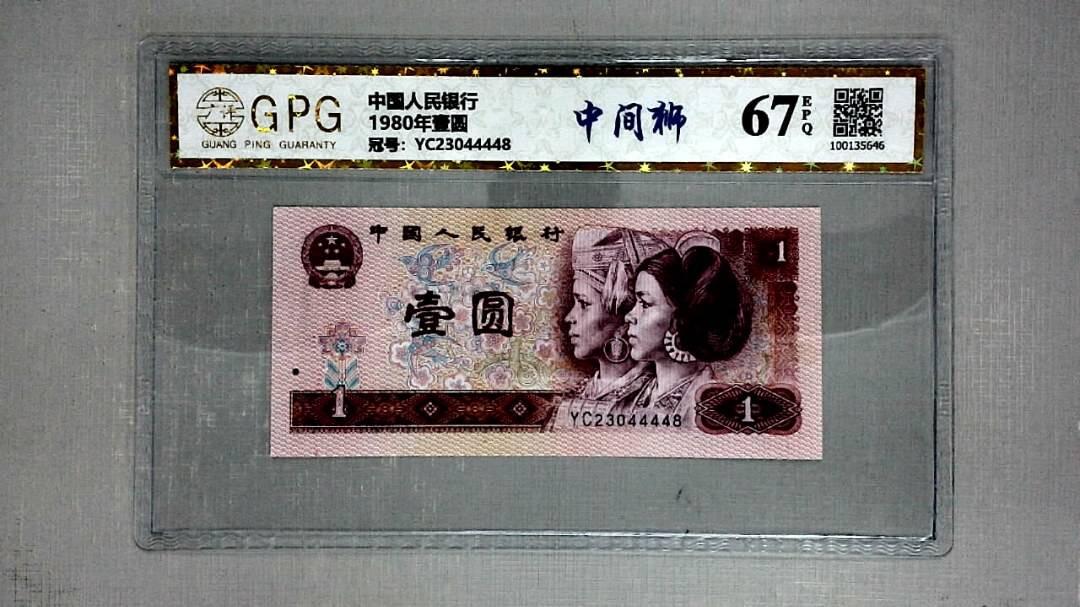 GPG
GUANG PING GUARANTY
中国人民银行
1980年壹圆
冠号：YC23044448
中间狮
67
EPQ
100135646
中国人民银行
1
壹圆
1
YC23044448
1